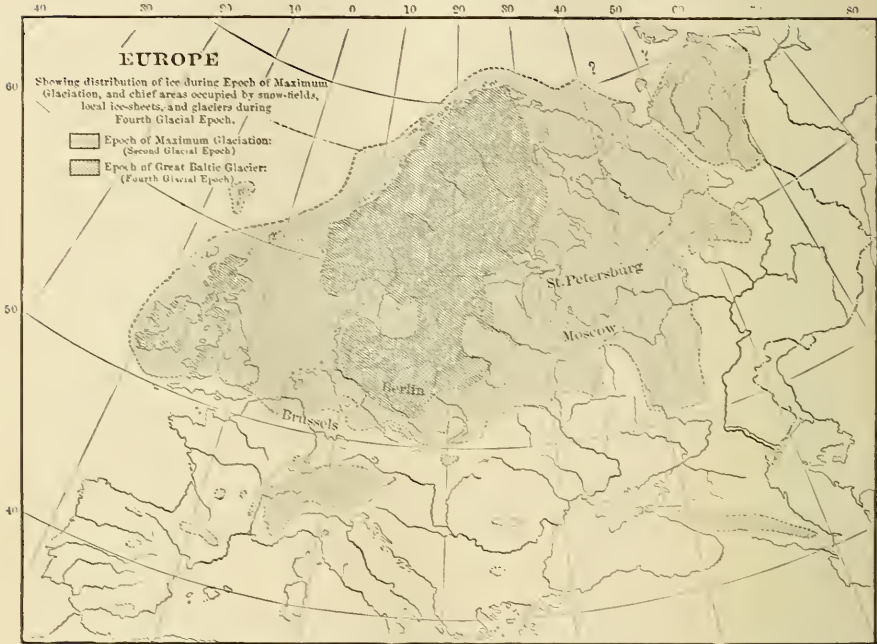 40 30 20 10 0 10 20 30 40 50 60 80
60
EUROPE
Showing distribution of ice during Epoch of Maximum
Glaciation, and chief areas occupied by snow-fields,
local ice-sheets, and glaciers during
Fourth Glacial Epoch.
Epoch of Maximum Glaciation:
(Second Glacial Epoch)
Epoch of Great Baltic Glacier:
(Fourth Glacial Epoch)
?
St. Petersburg
50
Moscow
Berlin
Brussels
40